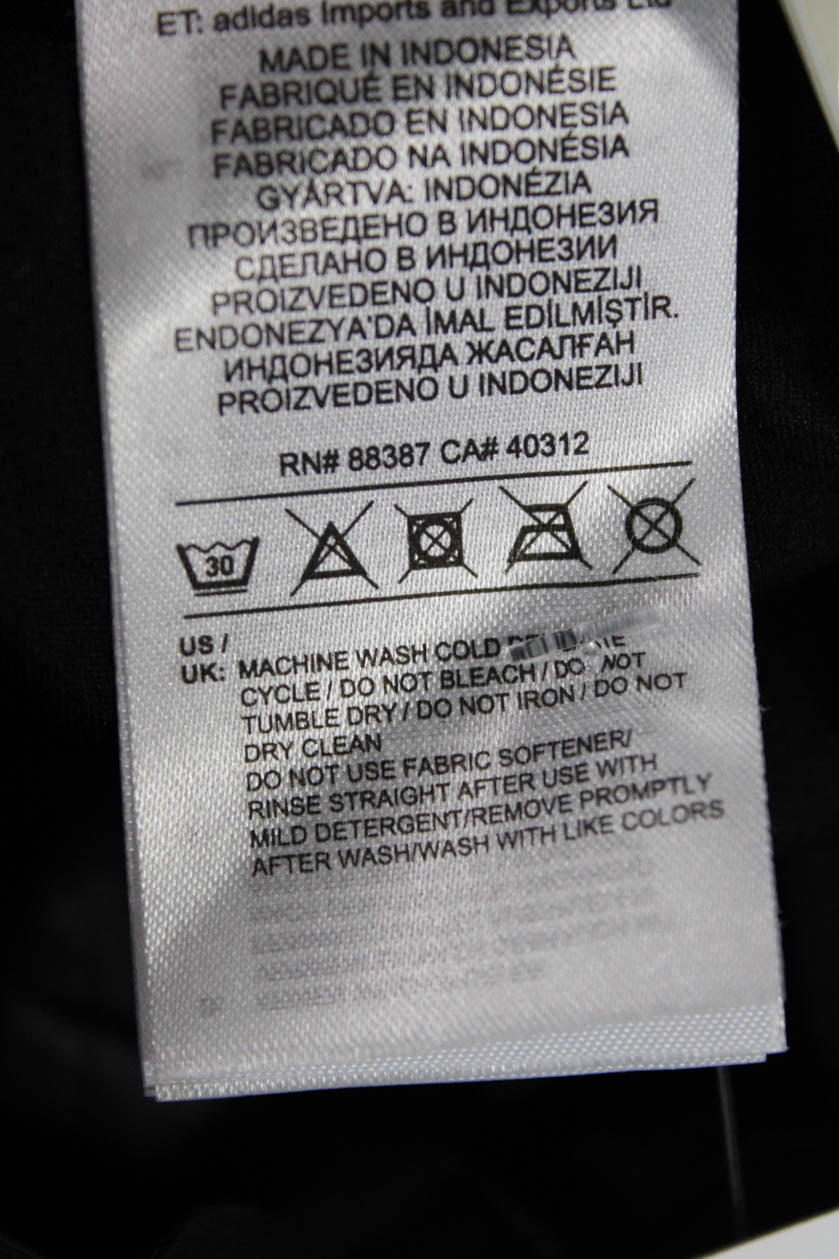 ET: adidas Imports and Exports Ltd
MADE IN INDONESIA
FABRIQUÉ EN INDONÉSIE
FABRICADO EN INDONESIA
FABRICADO NA INDONÉSIA
GYÁRTVA: INDONÉZIA
ПРОИЗВЕДЕНО В ИНДОНЕЗИЯ
СДЕЛАНО В ИНДОНЕЗИИ
PROIZVEDENO U INDONEZIJI
ENDONEZYA'DA İMAL EDİLMİŞTİR.
ИНДОНЕЗИЯДА ЖАСАЛҒАН
PROIZVEDENO U INDONEZIJI
RN# 88387 CA# 40312
30
US /
UK: MACHINE WASH COLD
CYCLE / DO NOT BLEACH / DO NOT
TUMBLE DRY / DO NOT IRON / DO NOT
DRY CLEAN
DO NOT USE FABRIC SOFTENER/
RINSE STRAIGHT AFTER USE WITH
MILD DETERGENT/REMOVE PROMPTLY
AFTER WASH/WASH WITH LIKE COLORS